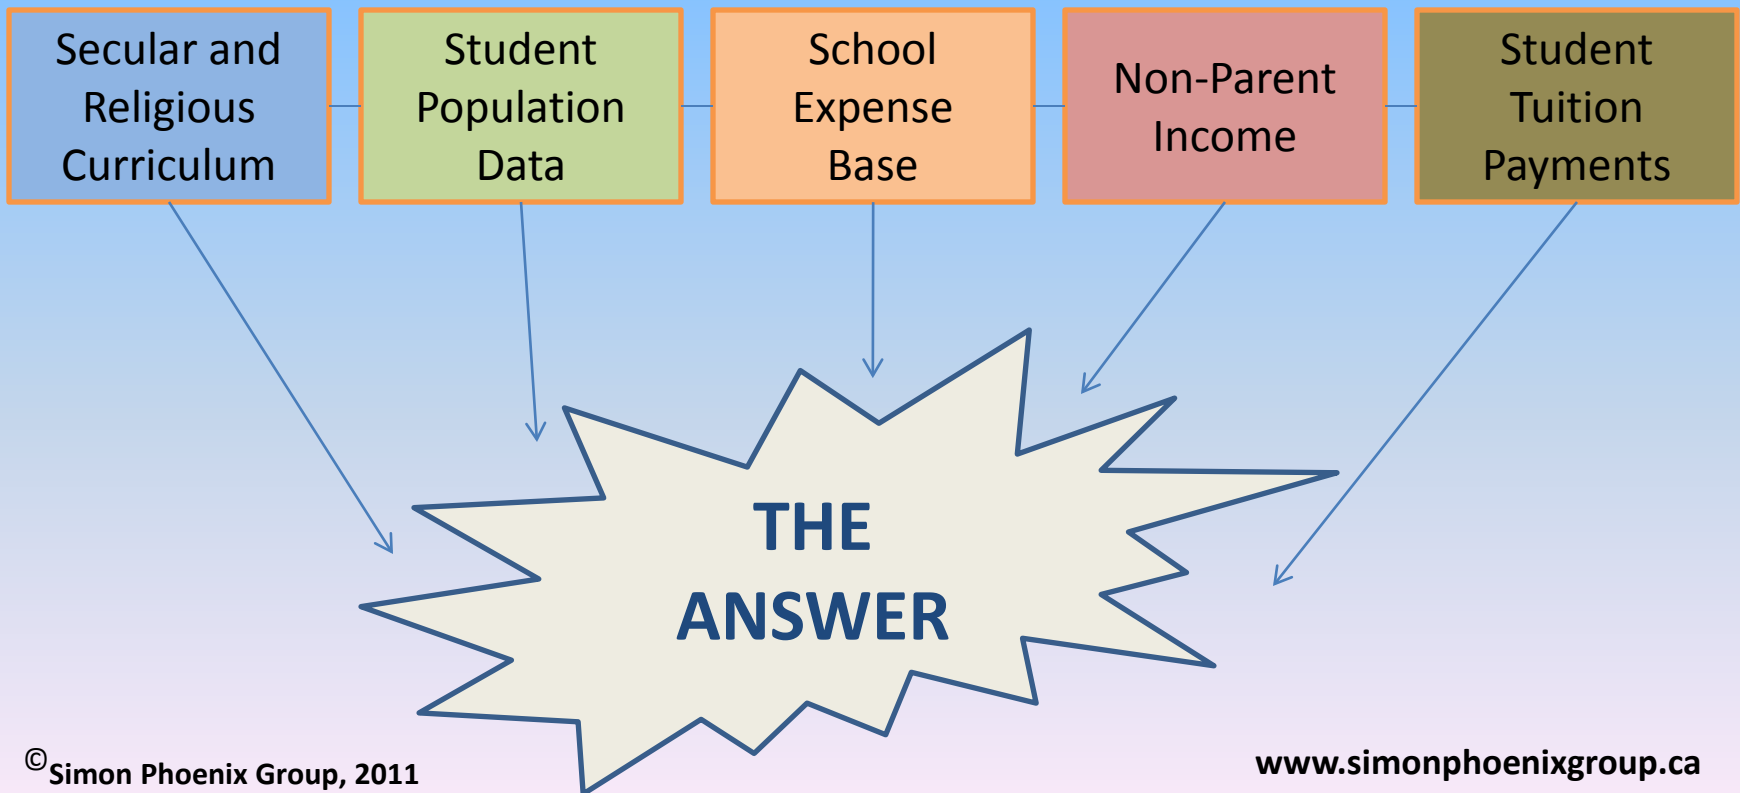 Secular and
Religious
Curriculum
Student
Population
Data
School
Expense
Base
Non-Parent
Income
Student
Tuition
Payments
THE
ANSWER
©Simon Phoenix Group, 2011
www.simonphoenixgroup.ca